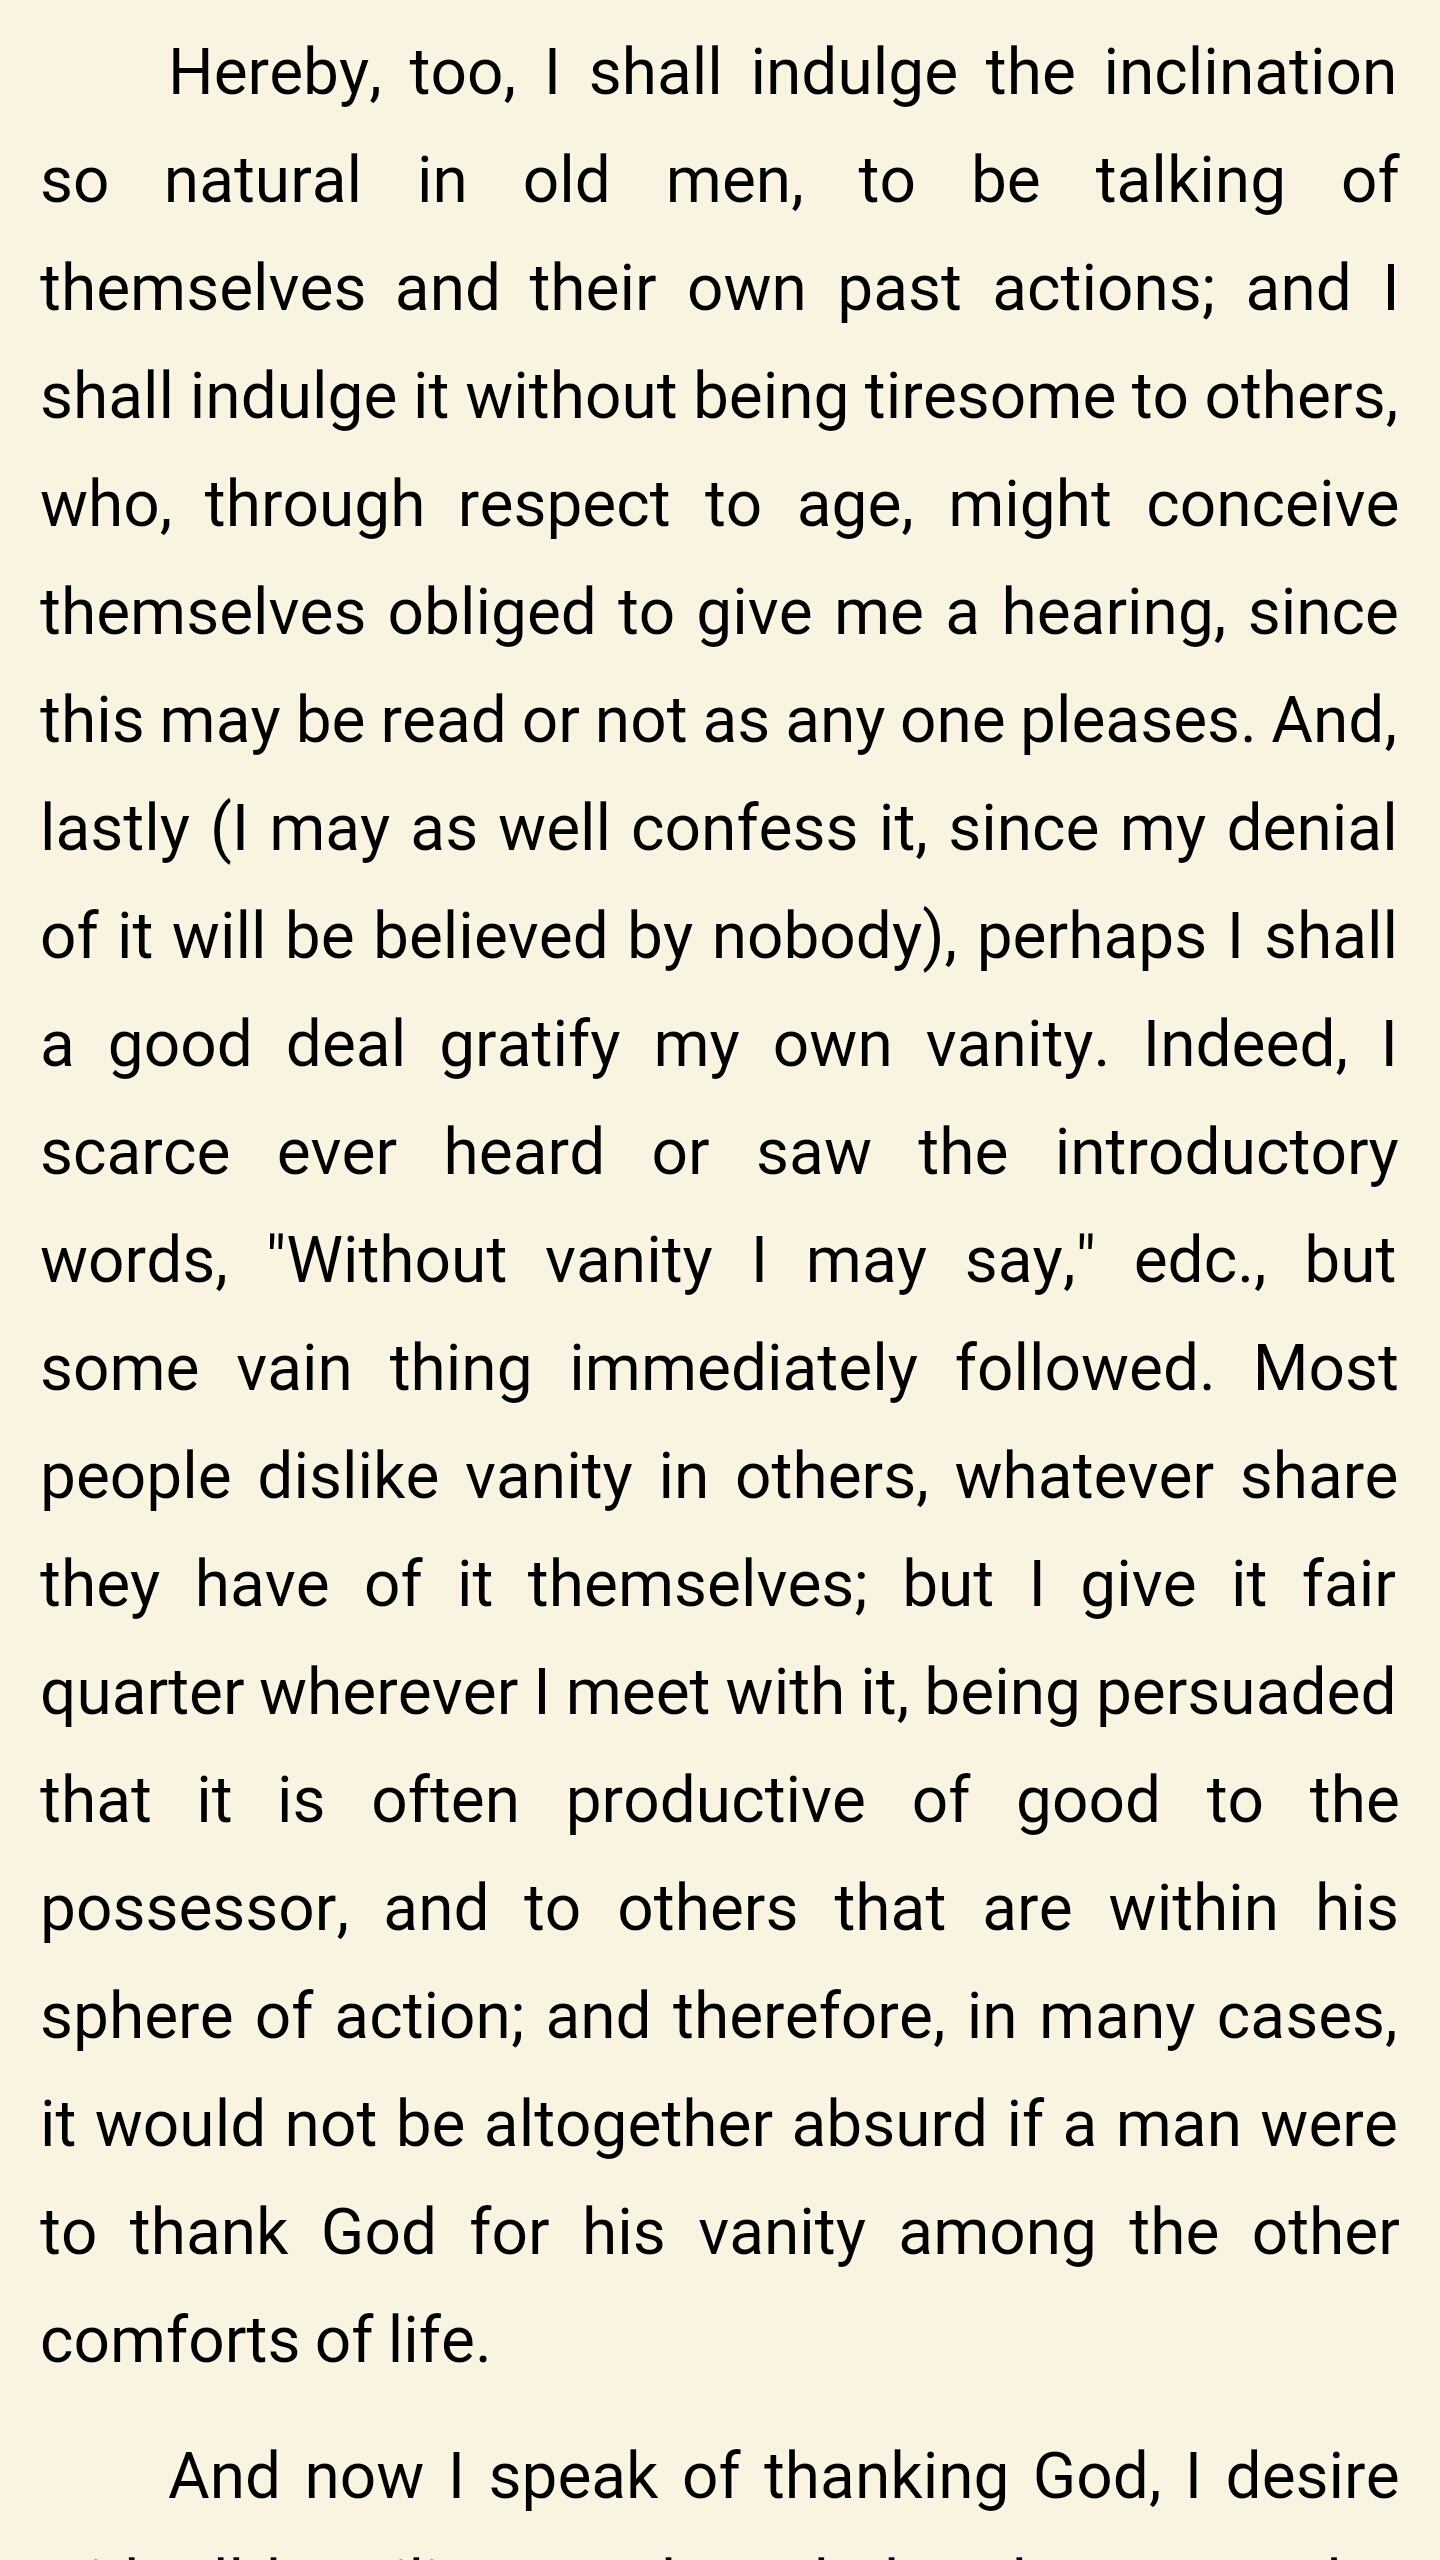 Hereby, too, I shall indulge the inclination
so natural in old men, to be talking of
themselves and their own past actions; and I
shall indulge it without being tiresome to others,
who, through respect to age, might conceive
themselves obliged to give me a hearing, since
this may be read or not as any one pleases. And,
lastly (I may as well confess it, since my denial
of it will be believed by nobody), perhaps I shall
a good deal gratify my own vanity. Indeed, I
scarce ever heard or saw the introductory
words, "Without vanity I may say," edc., but
some vain thing immediately followed. Most
people dislike vanity in others, whatever share
they have of it themselves; but I give it fair
quarter wherever I meet with it, being persuaded
that it is often productive of good to the
possessor, and to others that are within his
sphere of action; and therefore, in many cases,
it would not be altogether absurd if a man were
to thank God for his vanity among the other
comforts of life.
And now I speak of thanking God, I desire